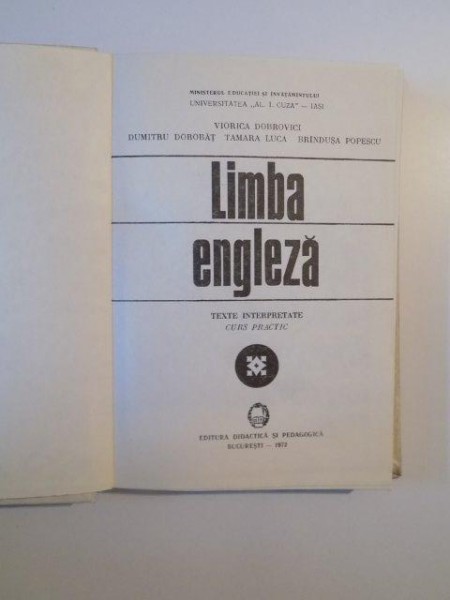 MINISTERUL EDUCAȚIEI ȘI ÎNVĂȚĂMÎNTULUI
UNIVERSITATEA „AL. I. CUZA” — IAȘI
VIORICA DOBROVICI
DUMITRU DOROBĂȚ TAMARA LUCA BRÎNDUȘA POPESCU
Limba
engleză
TEXTE INTERPRETATE
CURS PRACTIC
EDITURA DIDACTICĂ ȘI PEDAGOGICĂ
BUCUREȘTI —